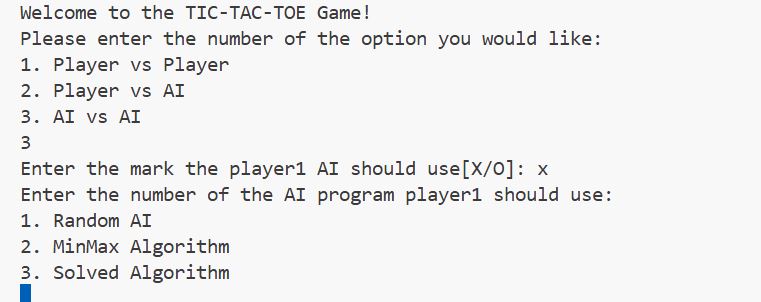 Welcome to the TIC-TAC-TOE Game!
Please enter the number of the option you would like:
1. Player vs Player
2. Player vs AI
3. AI vs AI
3
Enter the mark the player1 AI should use[X/O]: x
Enter the number of the AI program player1 should use:
1. Random AI
2. MinMax Algorithm
3. Solved Algorithm